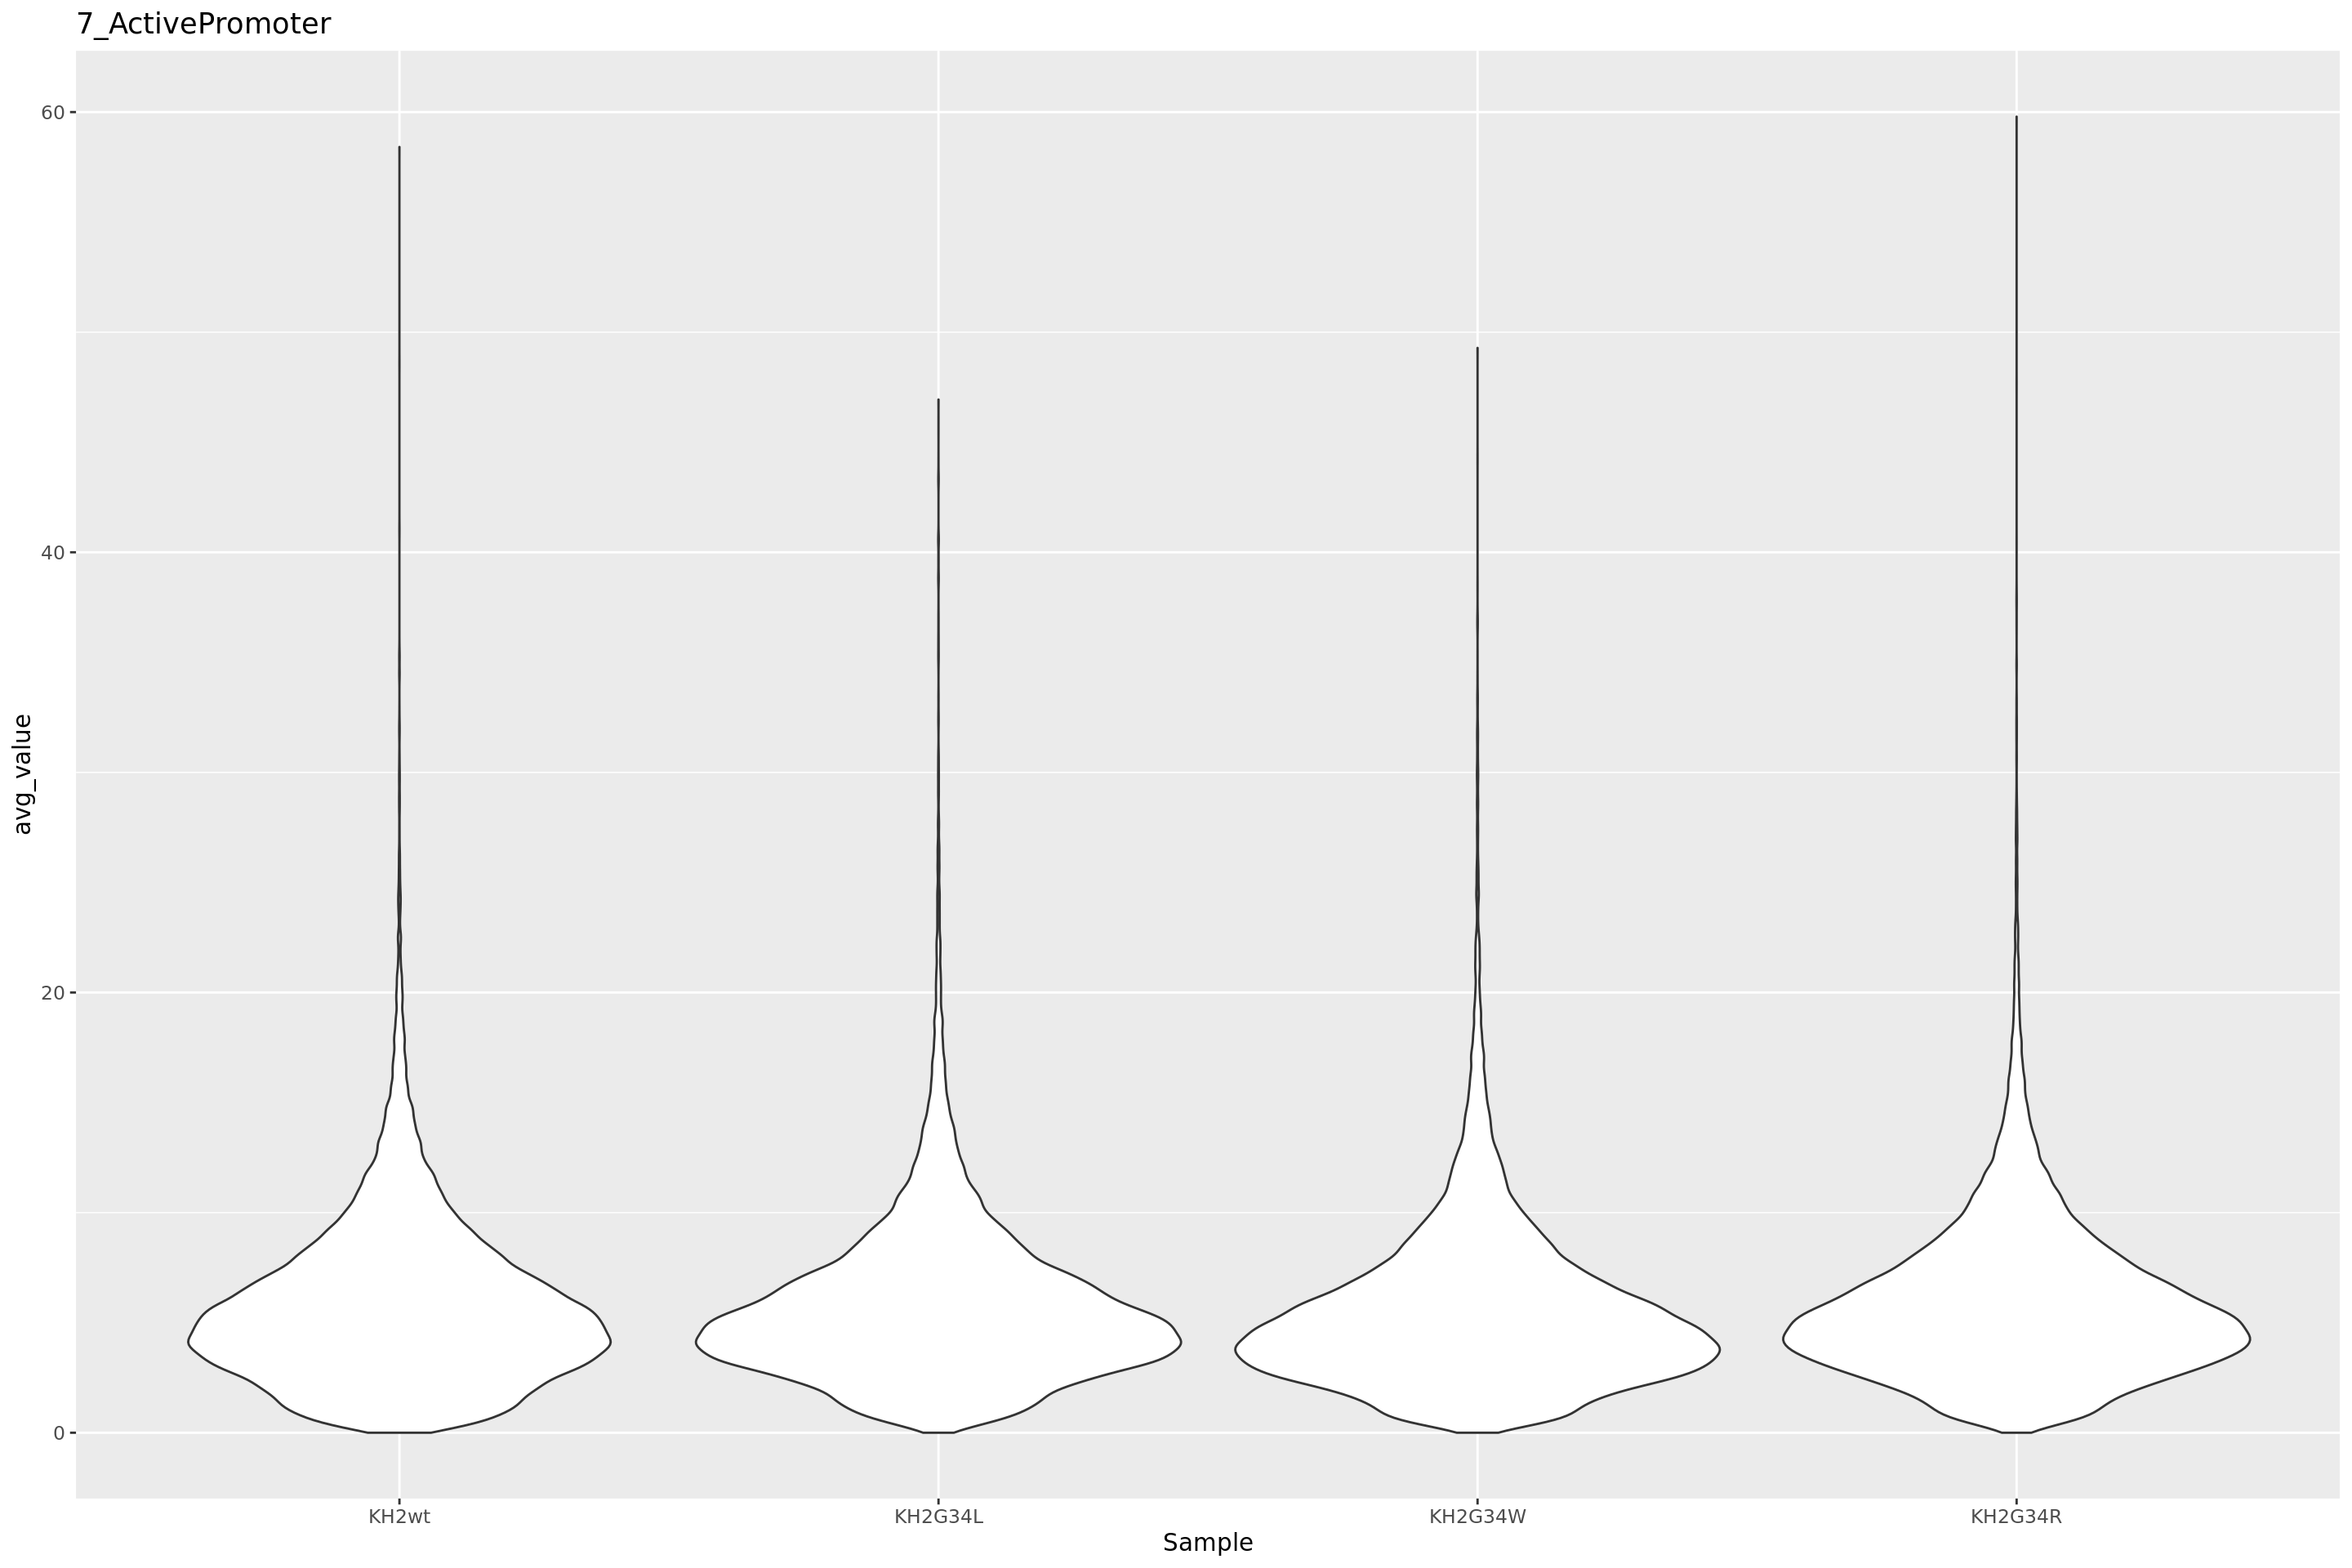 7_ActivePromoter
60
40
20
0
avg_value
KH2wt
KH2G34L
KH2G34W
KH2G34R
Sample